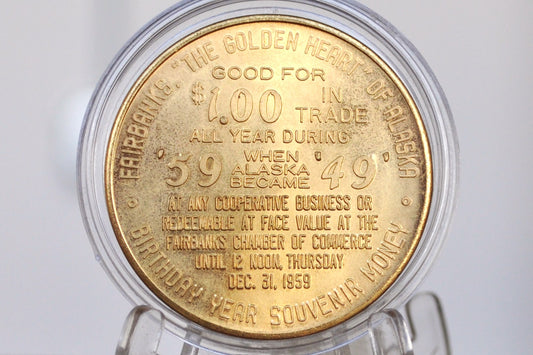 FAIRBANKS, "THE GOLDEN HEART" OF ALASKA
GOOD FOR
$1.00 IN TRADE
ALL YEAR DURING
'59 WHEN ALASKA BECAME '49'
AT ANY COOPERATIVE BUSINESS OR
REDEEMABLE AT FACE VALUE AT THE
FAIRBANKS CHAMBER OF COMMERCE
UNTIL 12 NOON, THURSDAY
DEC. 31, 1959
BIRTHDAY YEAR SOUVENIR MONEY